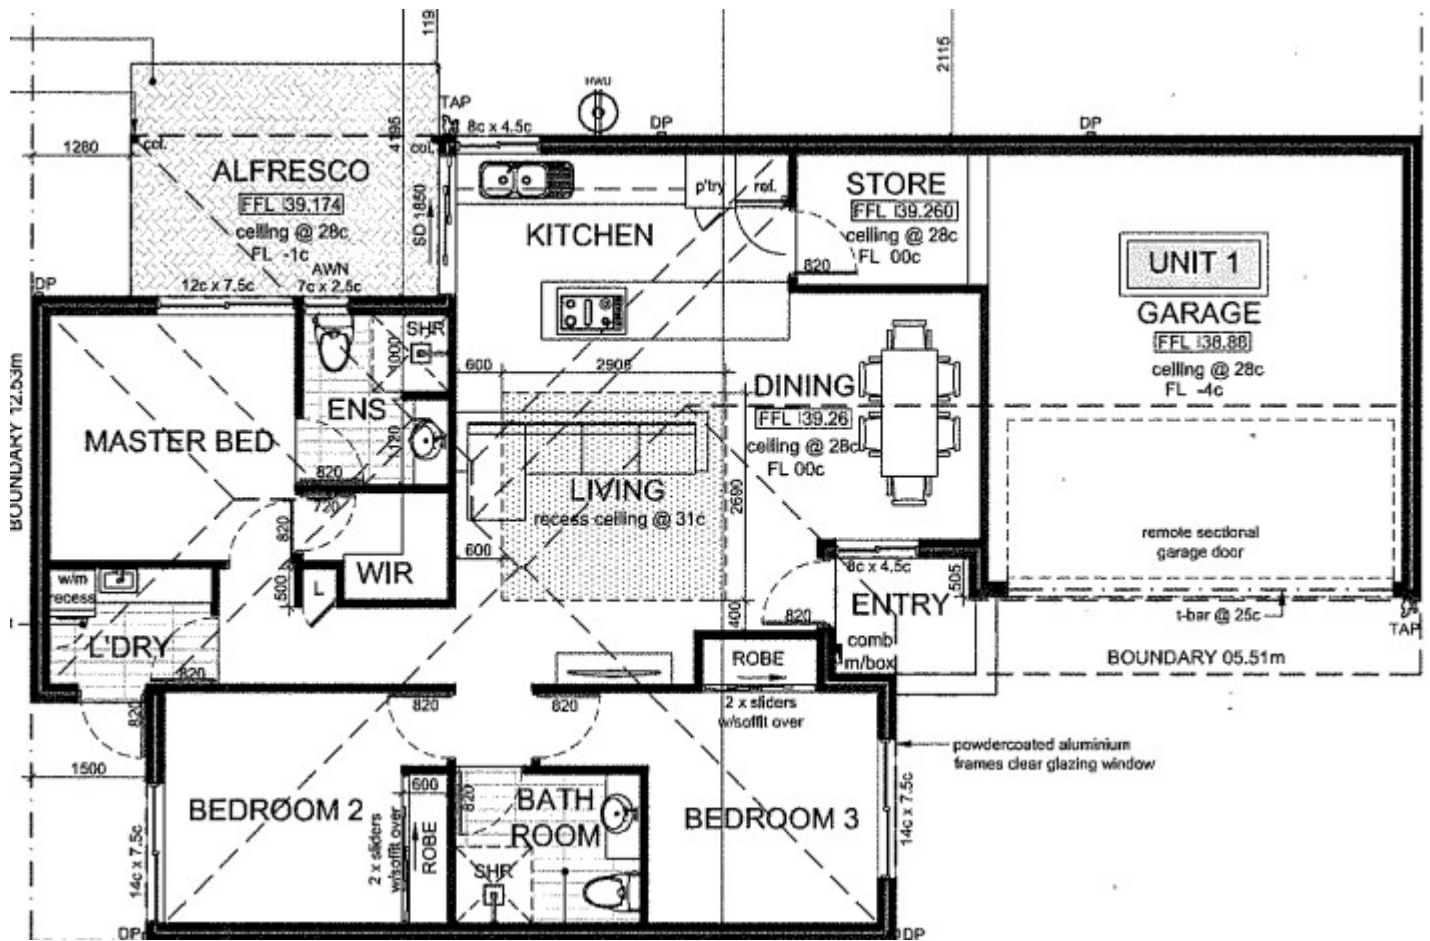 119
2115
HWU
TAP
8c x 4.5c
DP
DP
1280
col.
4195
col.
ALFRESCO
FFL 139.174
ceiling @ 28c
FL -1c
SD 1850
p'try
ref.
KITCHEN
STORE
FFL 139.260
ceiling @ 28c
FL 00c
820
UNIT 1
GARAGE
FFL 138.88
ceiling @ 28c
FL -4c
DP
12c x 7.5c
AWN
7c x 2.5c
SHR
1000
600
2908
BOUNDARY 12.53m
MASTER BED
ENS
120
820
720
820
DINING
FFL 139.26
ceiling @ 28c
FL 00c
LIVING
recess ceiling @ 31c
2690
600
400
remote sectional
garage door
8c x 4.5c
505
w/m
recess
500
L
WIR
ENTRY
820
t-bar @ 25c
TAP
L'DRY
820
comb
m/box
BOUNDARY 05.51m
ROBE
2 x sliders
w/soffit over
820
820
820
1500
powdercoated aluminium
frames clear glazing window
BEDROOM 2
14c x 7.5c
600
2 x sliders
w/soffit over
ROBE
820
BATH
ROOM
SHR
BEDROOM 3
14c x 7.5c
DP
DP